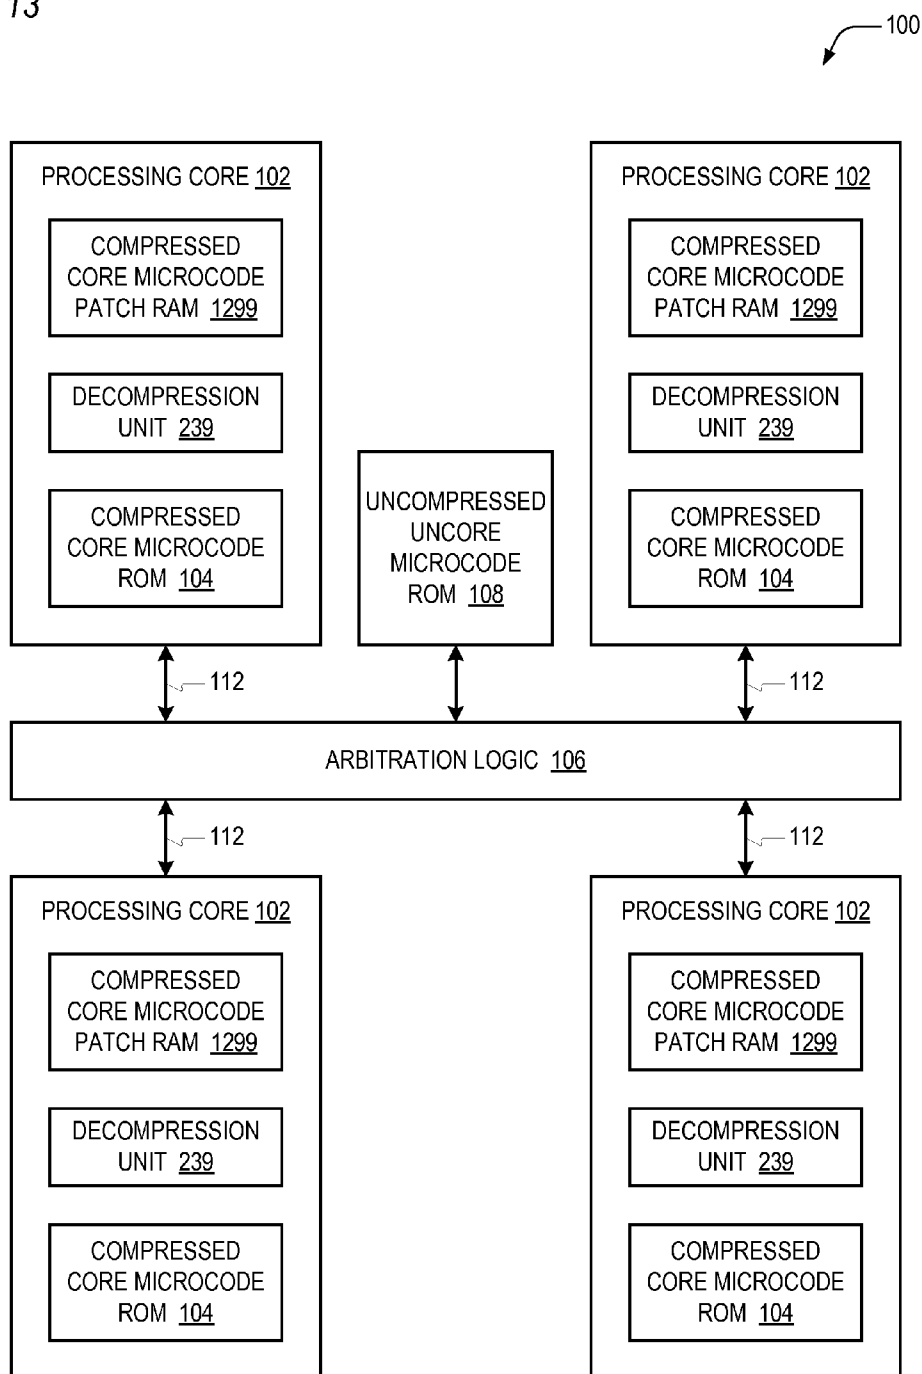 13
100
PROCESSING CORE 102
COMPRESSED
CORE MICROCODE
PATCH RAM 1299
DECOMPRESSION
UNIT 239
COMPRESSED
CORE MICROCODE
ROM 104
UNCOMPRESSED
UNCORE
MICROCODE
ROM 108
PROCESSING CORE 102
COMPRESSED
CORE MICROCODE
PATCH RAM 1299
DECOMPRESSION
UNIT 239
COMPRESSED
CORE MICROCODE
ROM 104
112
112
ARBITRATION LOGIC 106
112
112
PROCESSING CORE 102
COMPRESSED
CORE MICROCODE
PATCH RAM 1299
DECOMPRESSION
UNIT 239
COMPRESSED
CORE MICROCODE
ROM 104
PROCESSING CORE 102
COMPRESSED
CORE MICROCODE
PATCH RAM 1299
DECOMPRESSION
UNIT 239
COMPRESSED
CORE MICROCODE
ROM 104